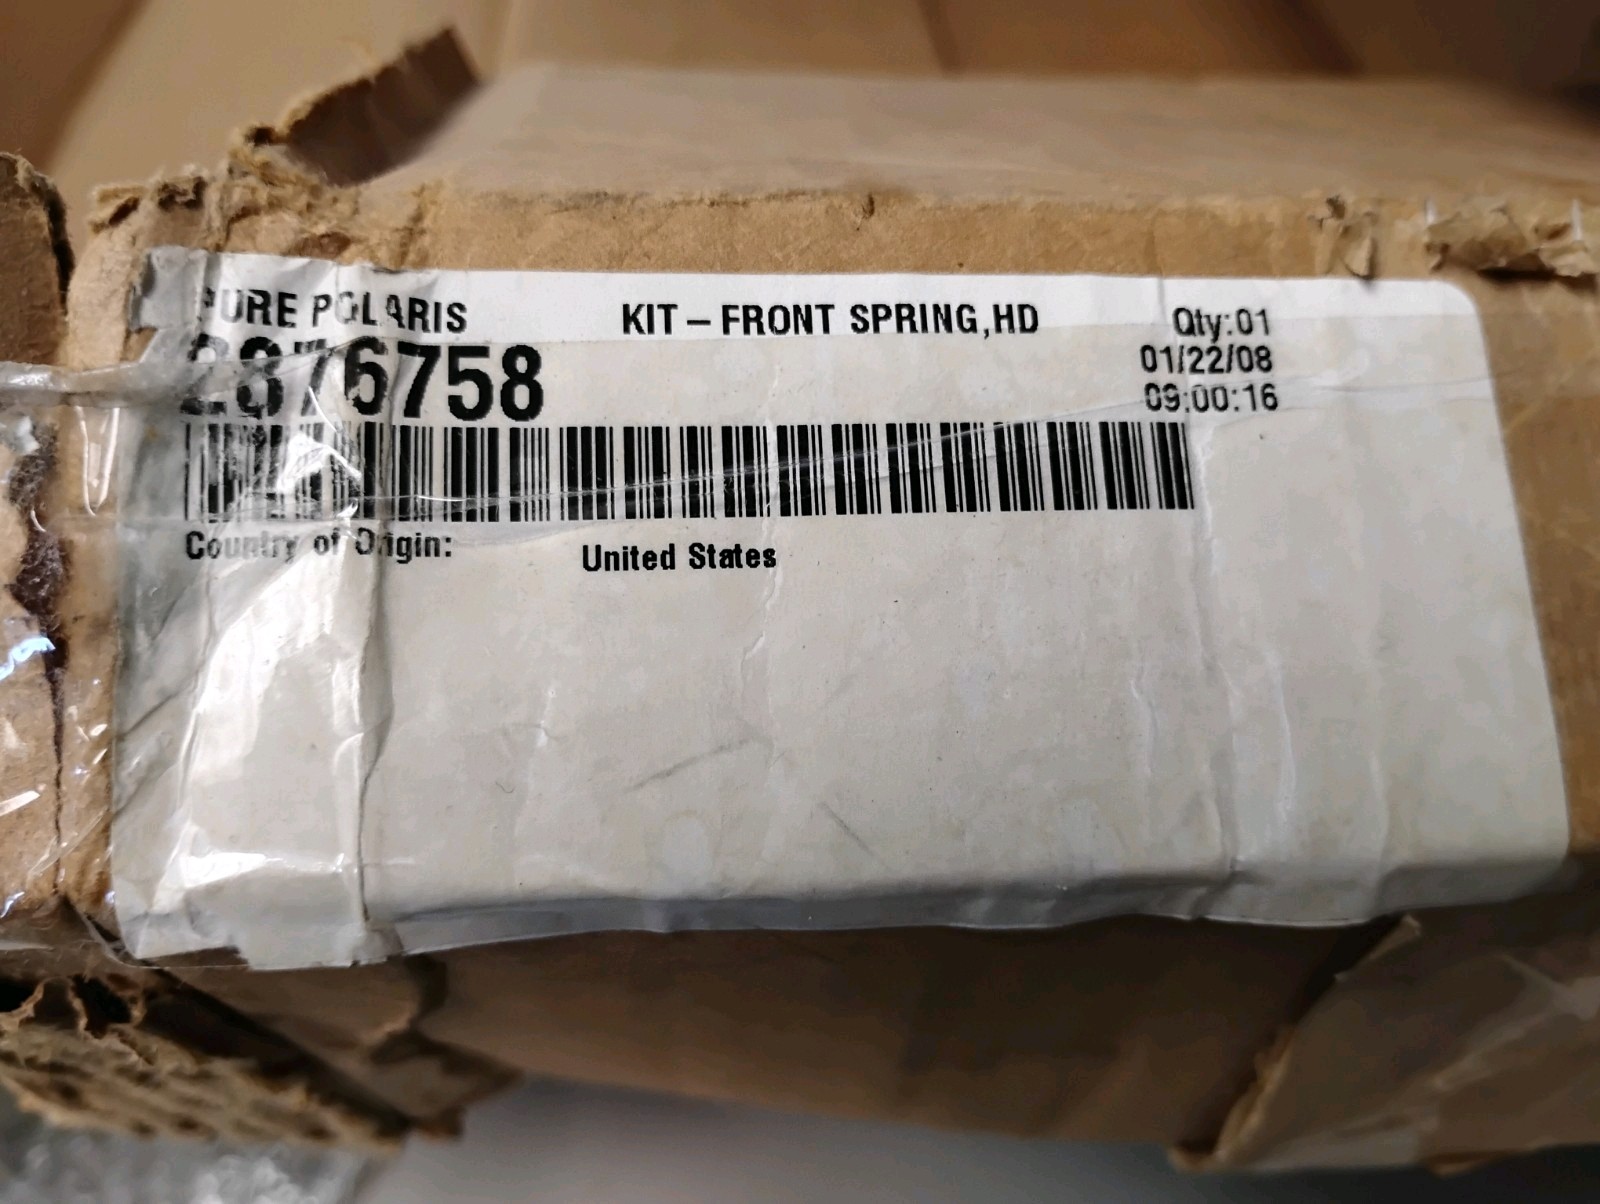 PURE POLARIS KIT – FRONT SPRING,HD Qty:01
2876758 01/22/08
09:00:16
Country of Origin: United States